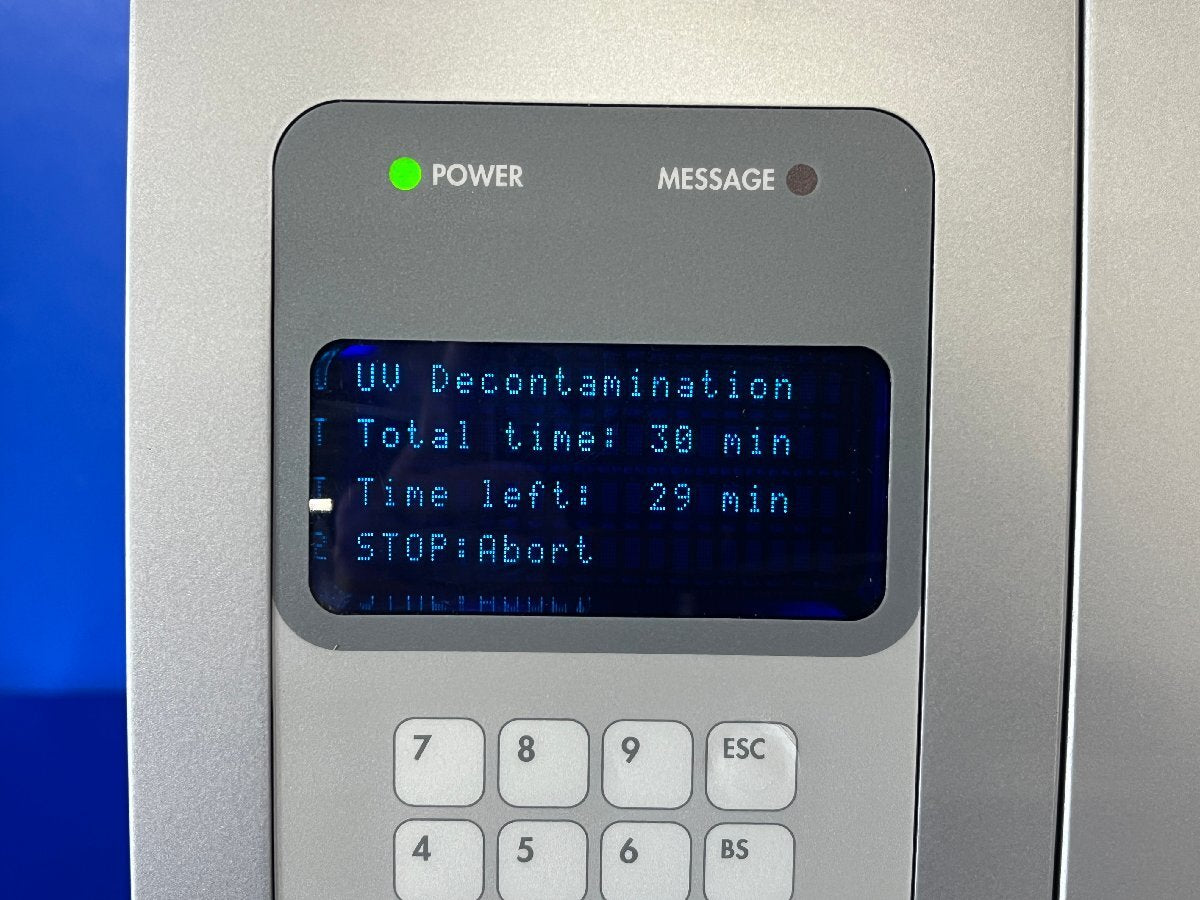 POWER MESSAGE
UV Decontamination
Total time: 30 min
Time left: 29 min
STOP:Abort
7 8 9 ESC
4 5 6 BS